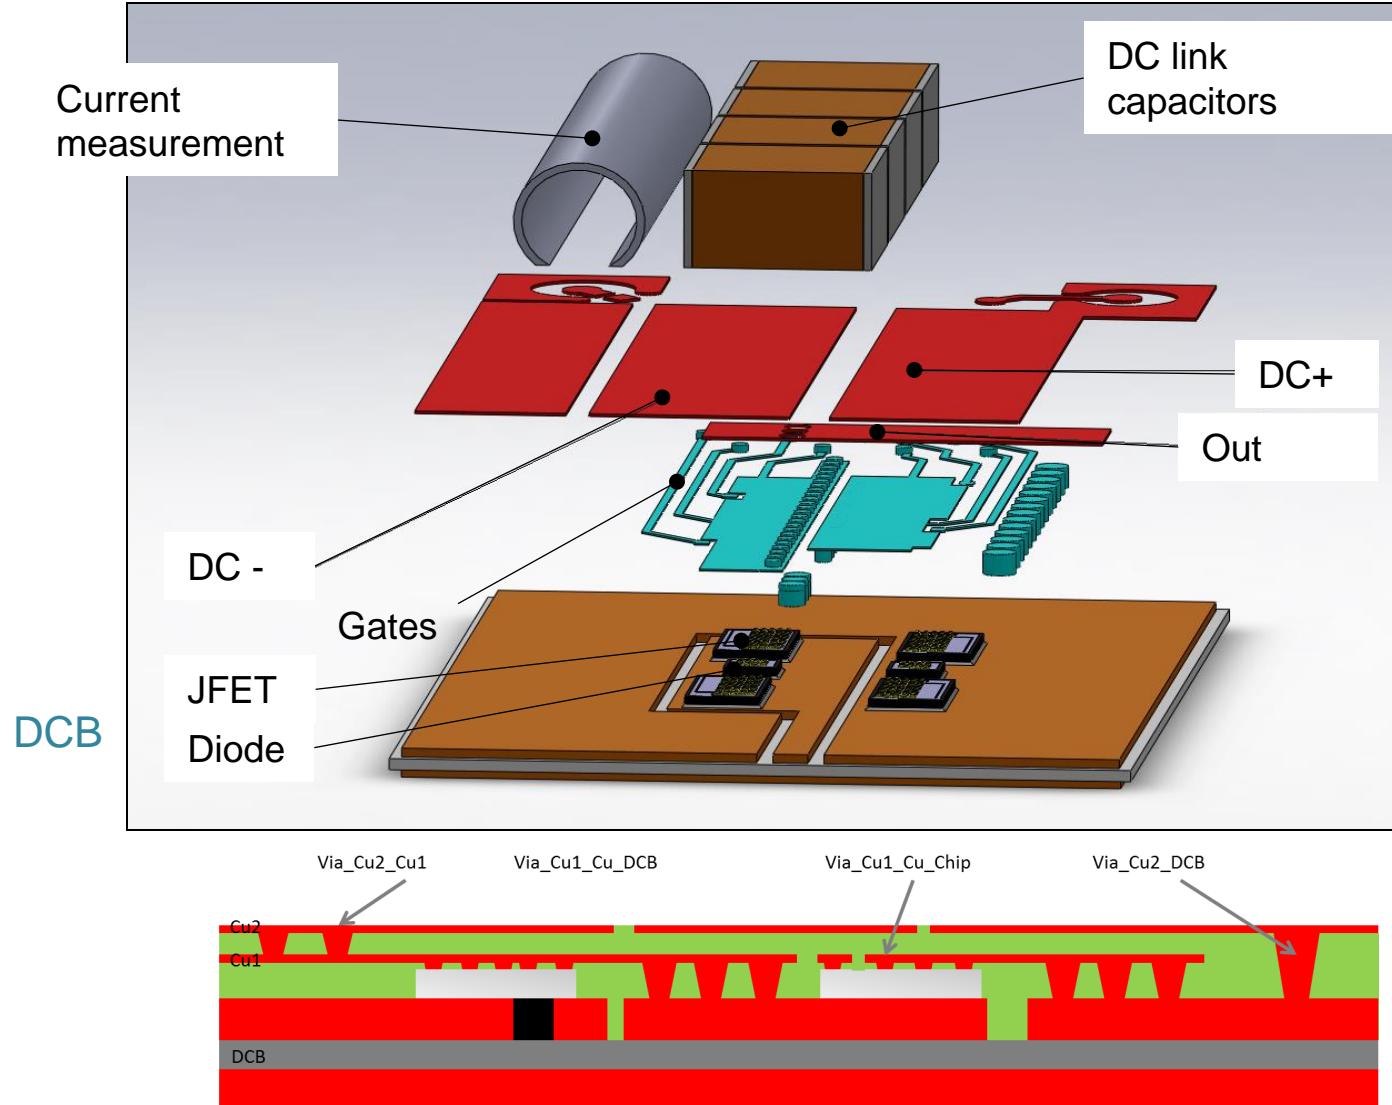 Current
measurement
DC link
capacitors
DC+
Out
DC -
Gates
JFET
Diode
DCB
Via_Cu2_Cu1
Via_Cu1_Cu_DCB
Via_Cu1_Cu_Chip
Via_Cu2_DCB
Cu2
Cu1
DCB